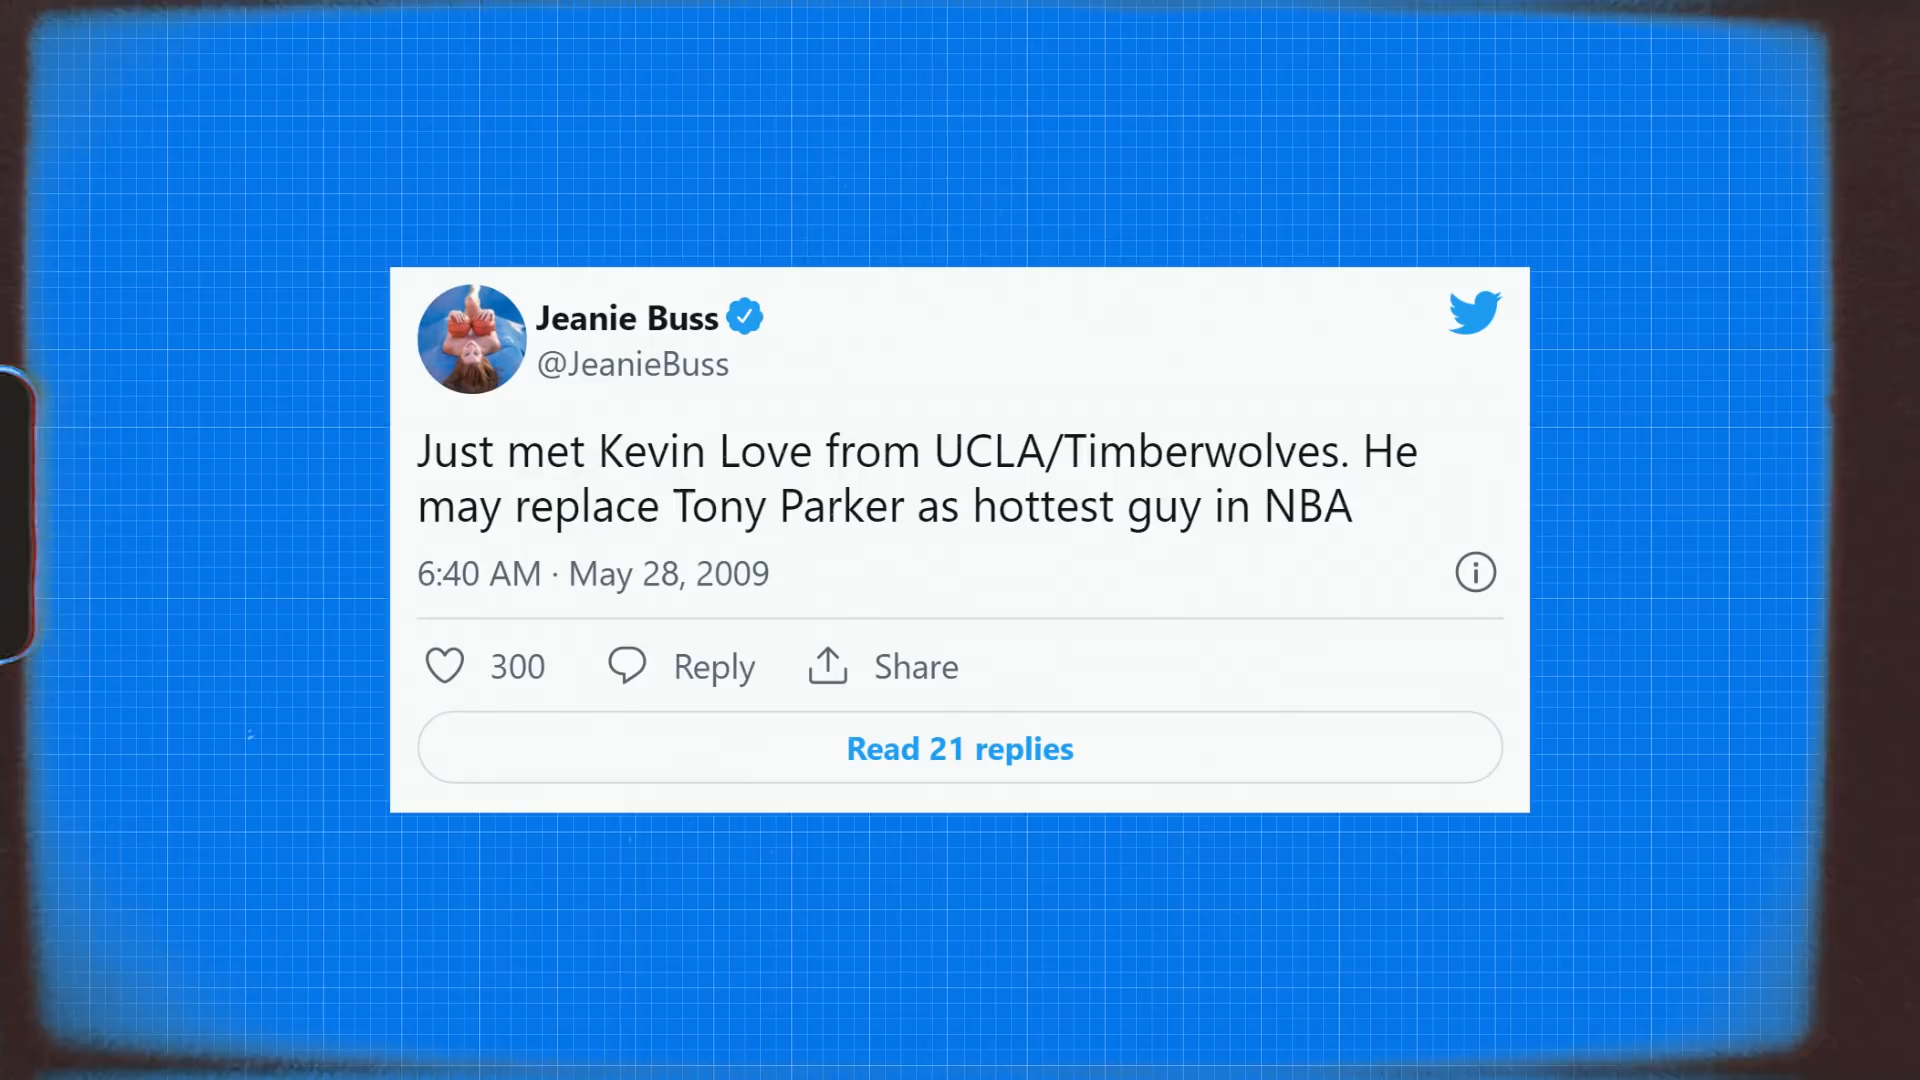 Jeanie Buss
@JeanieBuss
Just met Kevin Love from UCLA/Timberwolves. He
may replace Tony Parker as hottest guy in NBA
6:40 AM · May 28, 2009
300 Reply Share
Read 21 replies